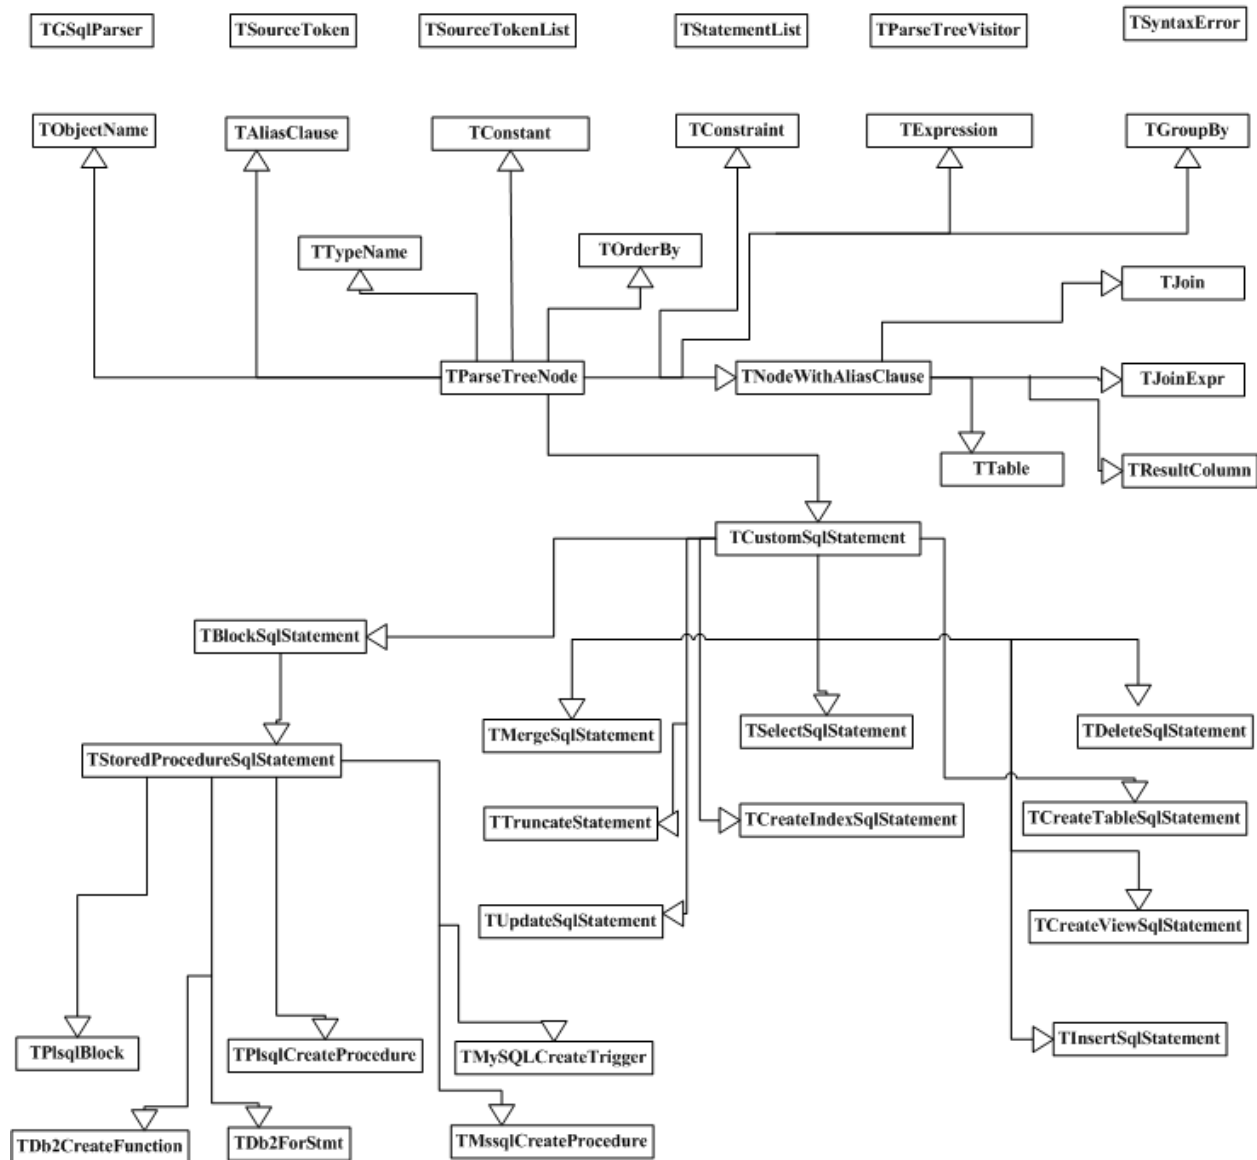 TGSqlParser
TSourceToken
TSourceTokenList
TStatementList
TParseTreeVisitor
TSyntaxError
TObjectName
TAliasClause
TConstant
TConstraint
TExpression
TGroupBy
TTypeName
TOrderBy
TJoin
TParseTreeNode
TNodeWithAliasClause
TJoinExpr
TTable
TResultColumn
TCustomSqlStatement
TBlockSqlStatement
TMergeSqlStatement
TSelectSqlStatement
TDeleteSqlStatement
TStoredProcedureSqlStatement
TTruncateStatement
TCreateIndexSqlStatement
TCreateTableSqlStatement
TUpdateSqlStatement
TCreateViewSqlStatement
TPlsqlBlock
TPlsqlCreateProcedure
TMySQLCreateTrigger
TInsertSqlStatement
TDb2CreateFunction
TDb2ForStmt
TMssqlCreateProcedure